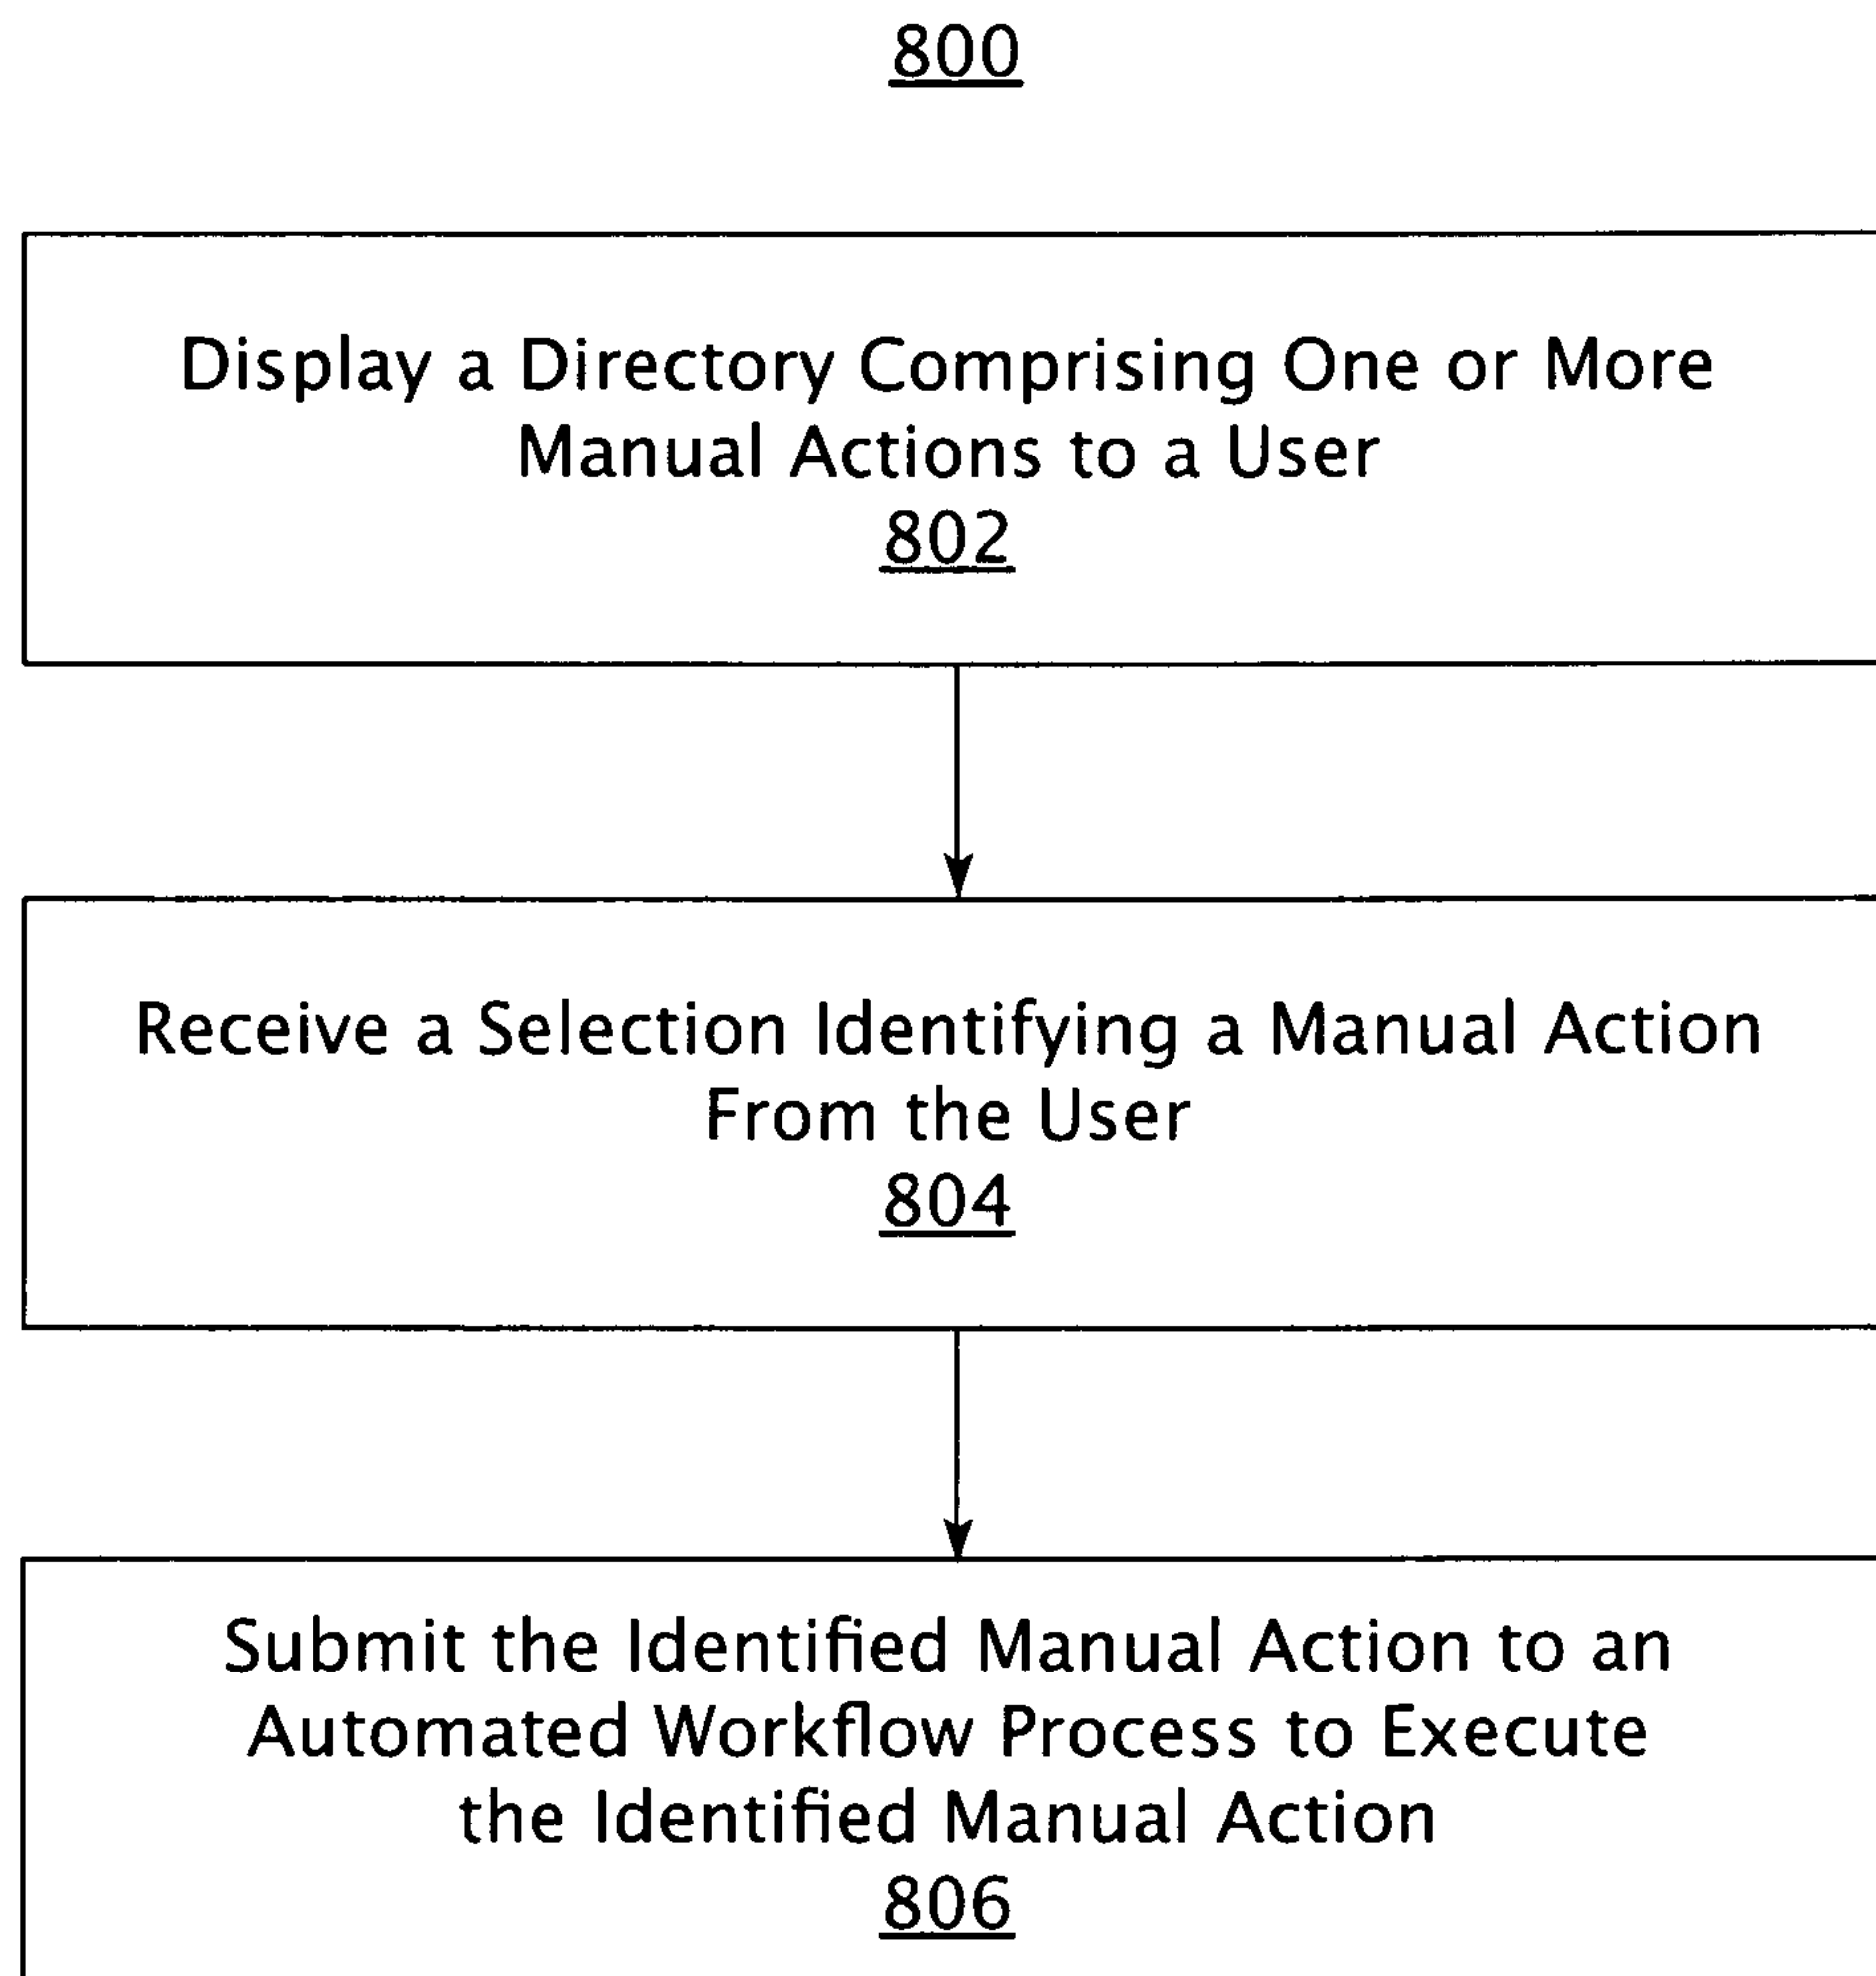 800
Display a Directory Comprising One or More
Manual Actions to a User
802
Receive a Selection Identifying a Manual Action
From the User
804
Submit the Identified Manual Action to an
Automated Workflow Process to Execute
the Identified Manual Action
806